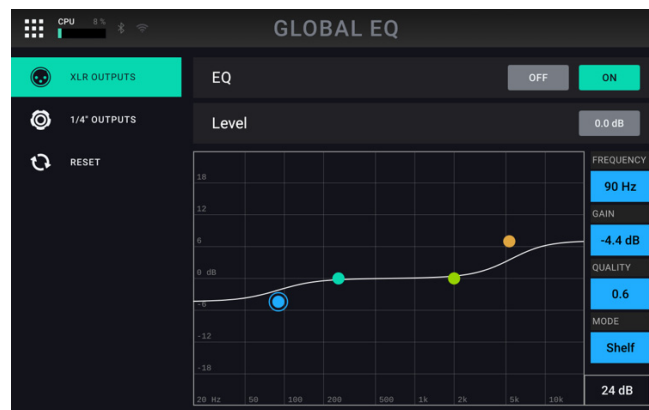 CPU 8 %
GLOBAL EQ
XLR OUTPUTS
1/4" OUTPUTS
RESET
EQ
OFF
ON
Level
0.0 dB
18
12
6
0 dB
-6
-12
-18
20 Hz 50 100 200 500 1k 2k 5k 10k
FREQUENCY
90 Hz
GAIN
-4.4 dB
QUALITY
0.6
MODE
Shelf
24 dB